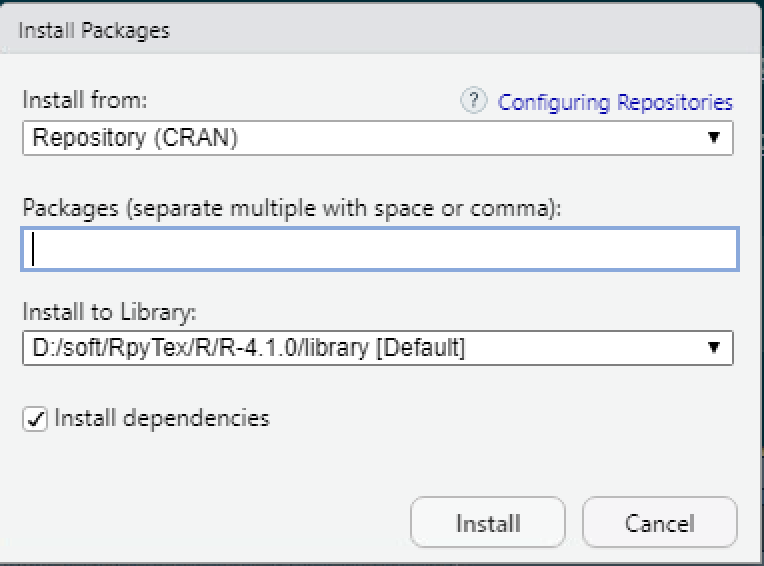 Install Packages
Install from:
? Configuring Repositories
Repository (CRAN)
Packages (separate multiple with space or comma):
Install to Library:
D:/soft/RpyTex/R/R-4.1.0/library [Default]
Install dependencies
Install
Cancel